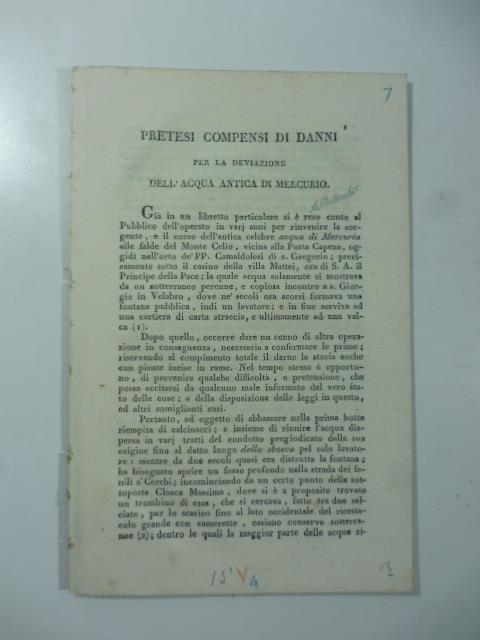 7
PRETESI COMPENSI DI DANNI
PER LA DEVIAZIONE
DELL'ACQUA ANTICA DI MERCURIO.
Già in un libretto particolare si è reso conto al
Pubblico dell'operato in varj anni per rinvenire la sor-
gente, e il corso dell'antica celebre acqua di Mercurio
alle falde del Monte Celio, vicina alla Porta Capena, og-
gidì nell'orto de' PP. Camaldolesi di s. Gregorio; preci-
samente sotto il casino della villa Mattei, ora di S. A. il
Principe della Pace; la quale acqua solamente si mostrava
da un sotterraneo perenne, e copiosa incontro a s. Gior-
gio in Velabro, dove ne' secoli ora scorsi formava una
fontana pubblica, indi un lavatore; e in fine serviva ad
una cartiera di carta straccia, e ultimamente ad una val-
ca (1).
Dopo quello, occorre dare un cenno di altra opera-
zione in conseguenza, necessaria a confermare le prime;
riservando al compimento totale il darne la storia anche
con piante incise in rame. Nel tempo stesso è opportu-
no, di prevenire qualche difficoltà, o pretensione, che
possa eccitarsi da qualcuno male informato del vero sta-
to delle cose; e della disposizione delle leggi in questo,
ed altri somiglianti casi.
Pertanto, ad oggetto di abbassare nella prima botte
riempita di calcinacci; e insieme di riunire l'acqua dis-
persa in varj tratti del condotto pregiudicato dalla sua
origine fino al detto luogo dello sbocco pel solo lavato-
re: mentre da due secoli quasi era distrutta la fontana;
ha bisognato aprire un fosso profondo nella strada dei fe-
nili a' Cerchi; incominciando da un certo punto della sot-
toposta Cloaca Massima, dove si è a proposito trovato
un trombino di essa, che si cercava, fatto tra due sel-
ciate, per lo scarico fino al lato occidentale del ricetta-
colo grande con camerette, ossiano conserve sotterra-
nee (2); dentro le quali la maggior parte delle acque ri-
13' V 4